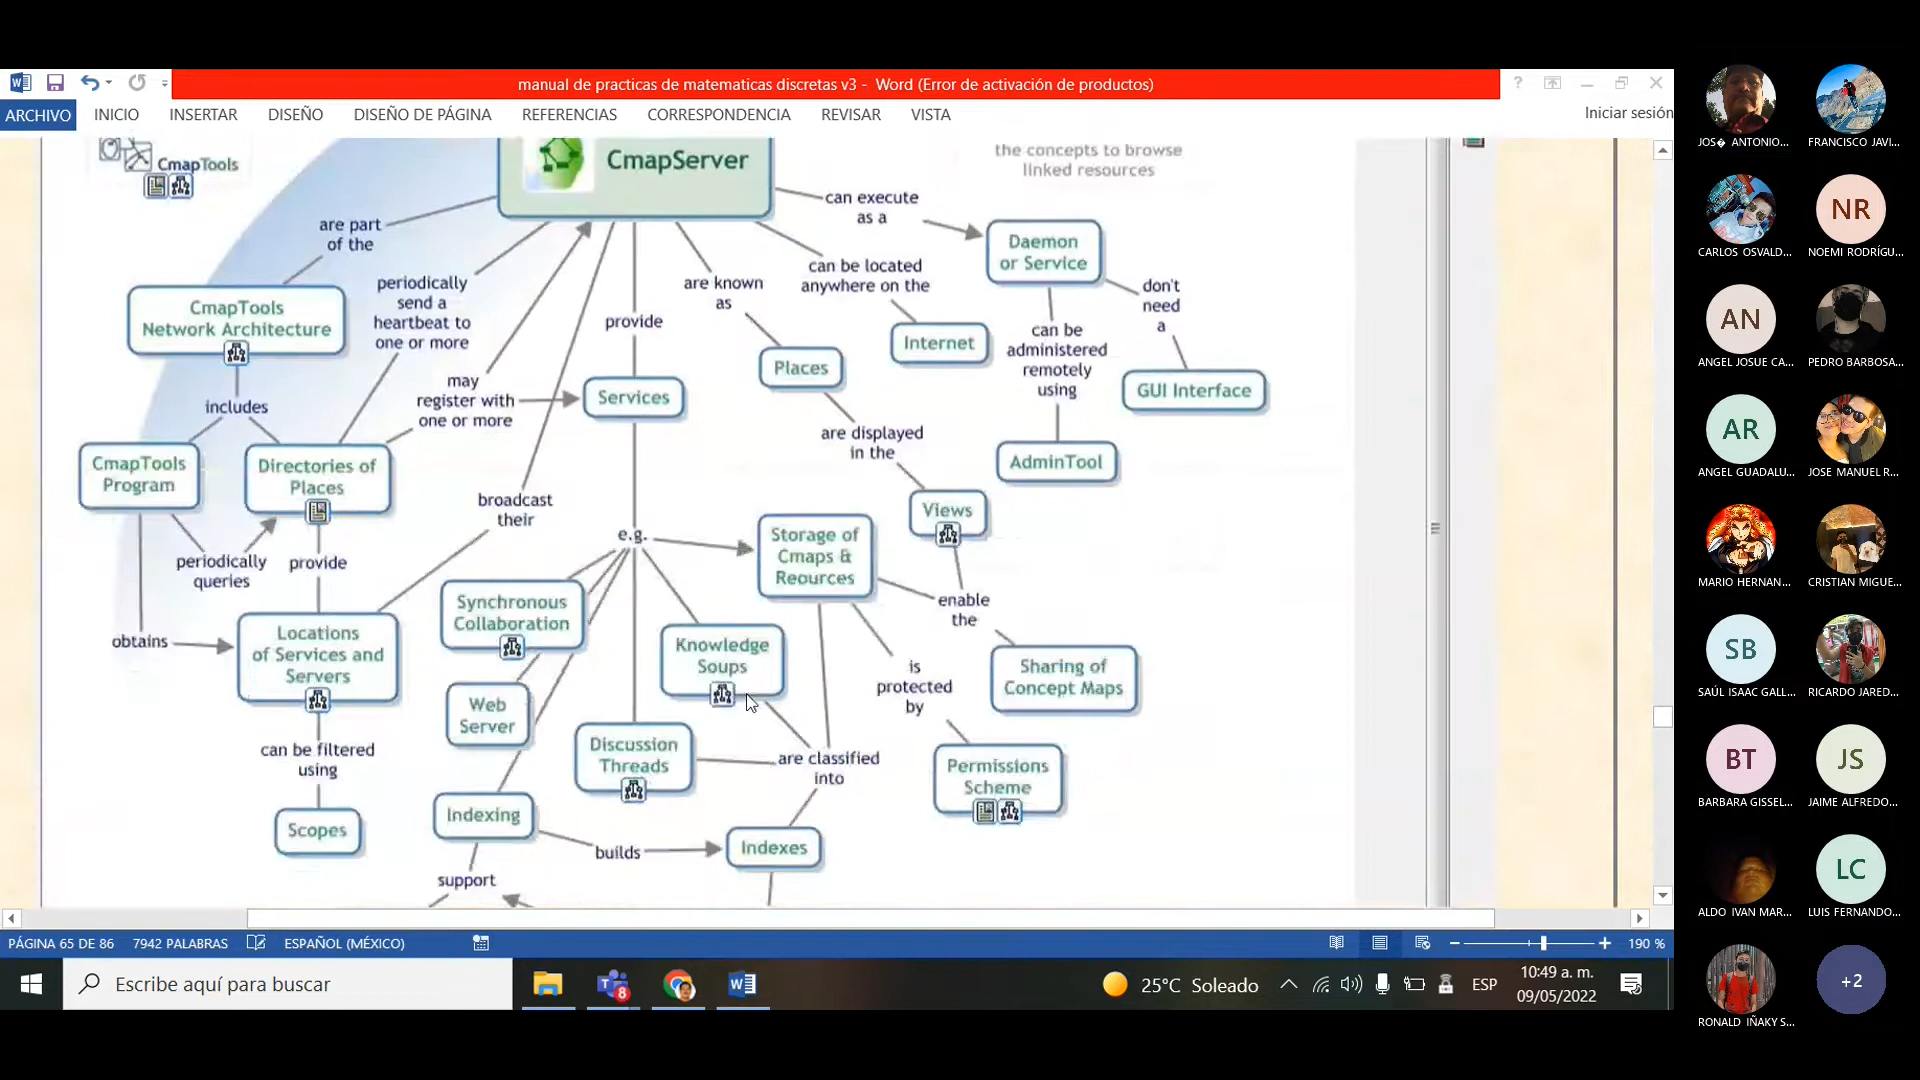 manual de practicas de matematicas discretas v3 - Word (Error de activación de productos)
?
ARCHIVO
INICIO
INSERTAR
DISEÑO
DISEÑO DE PÁGINA
REFERENCIAS
CORRESPONDENCIA
REVISAR
VISTA
Iniciar sesión
CmapTools
CmapServer
the concepts to browse
linked resources
are part
of the
can execute
as a
Daemon
or Service
periodically
send a
heartbeat to
one or more
are known
as
can be located
anywhere on the
don't
need
a
CmapTools
Network Architecture
provide
Internet
can be
administered
remotely
using
Places
GUI Interface
may
register with
one or more
Services
includes
are displayed
in the
CmapTools
Program
Directories of
Places
AdminTool
broadcast
their
Views
e.g.
Storage of
Cmaps &
Reources
periodically
queries
provide
Synchronous
Collaboration
enable
the
obtains
Locations
of Services and
Servers
Knowledge
Soups
is
protected
by
Sharing of
Concept Maps
Web
Server
can be filtered
using
Discussion
Threads
are classified
into
Permissions
Scheme
Scopes
Indexing
builds
Indexes
support
PÁGINA 65 DE 86
7942 PALABRAS
ESPAÑOL (MÉXICO)
190 %
Escribe aquí para buscar
8
25°C Soleado
ESP
10:49 a. m.
09/05/2022
JOS� ANTONIO...
FRANCISCO JAVI...
CARLOS OSVALD...
NR
NOEMI RODRÍGU...
AN
ANGEL JOSUE CA...
PEDRO BARBOSA...
AR
ANGEL GUADALU...
JOSE MANUEL R...
MARIO HERNAN...
CRISTIAN MIGUE...
SB
SAÚL ISAAC GALL...
RICARDO JARED...
BT
BARBARA GISSEL...
JS
JAIME ALFREDO...
ALDO IVAN MAR...
LC
LUIS FERNANDO...
RONALD IÑAKY S...
+2